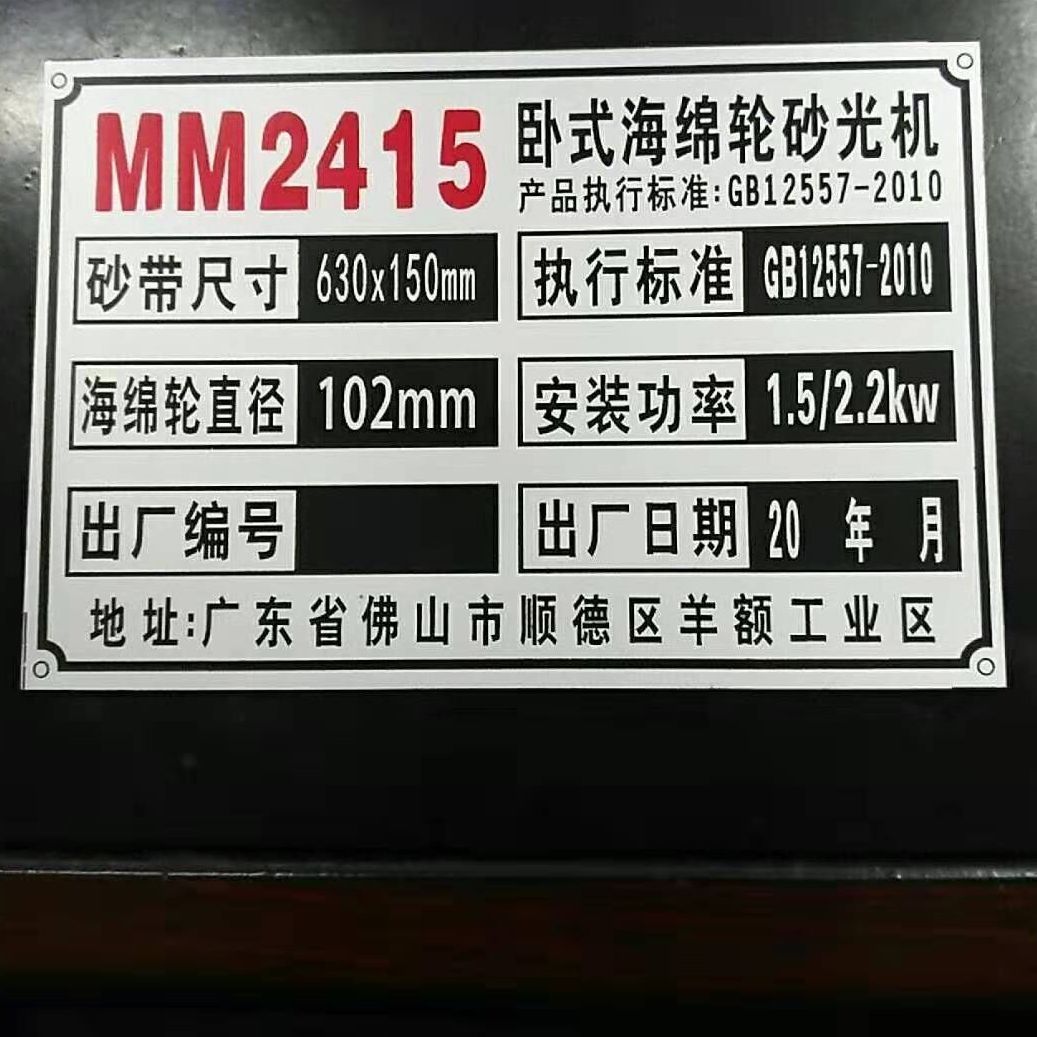 MM2415 卧式海绵轮砂光机
产品执行标准:GB12557-2010
砂带尺寸 630x150mm 执行标准 GB12557-2010
海绵轮直径 102mm 安装功率 1.5/2.2kw
出厂编号 出厂日期 20 年 月
地址:广东省佛山市顺德区羊额工业区